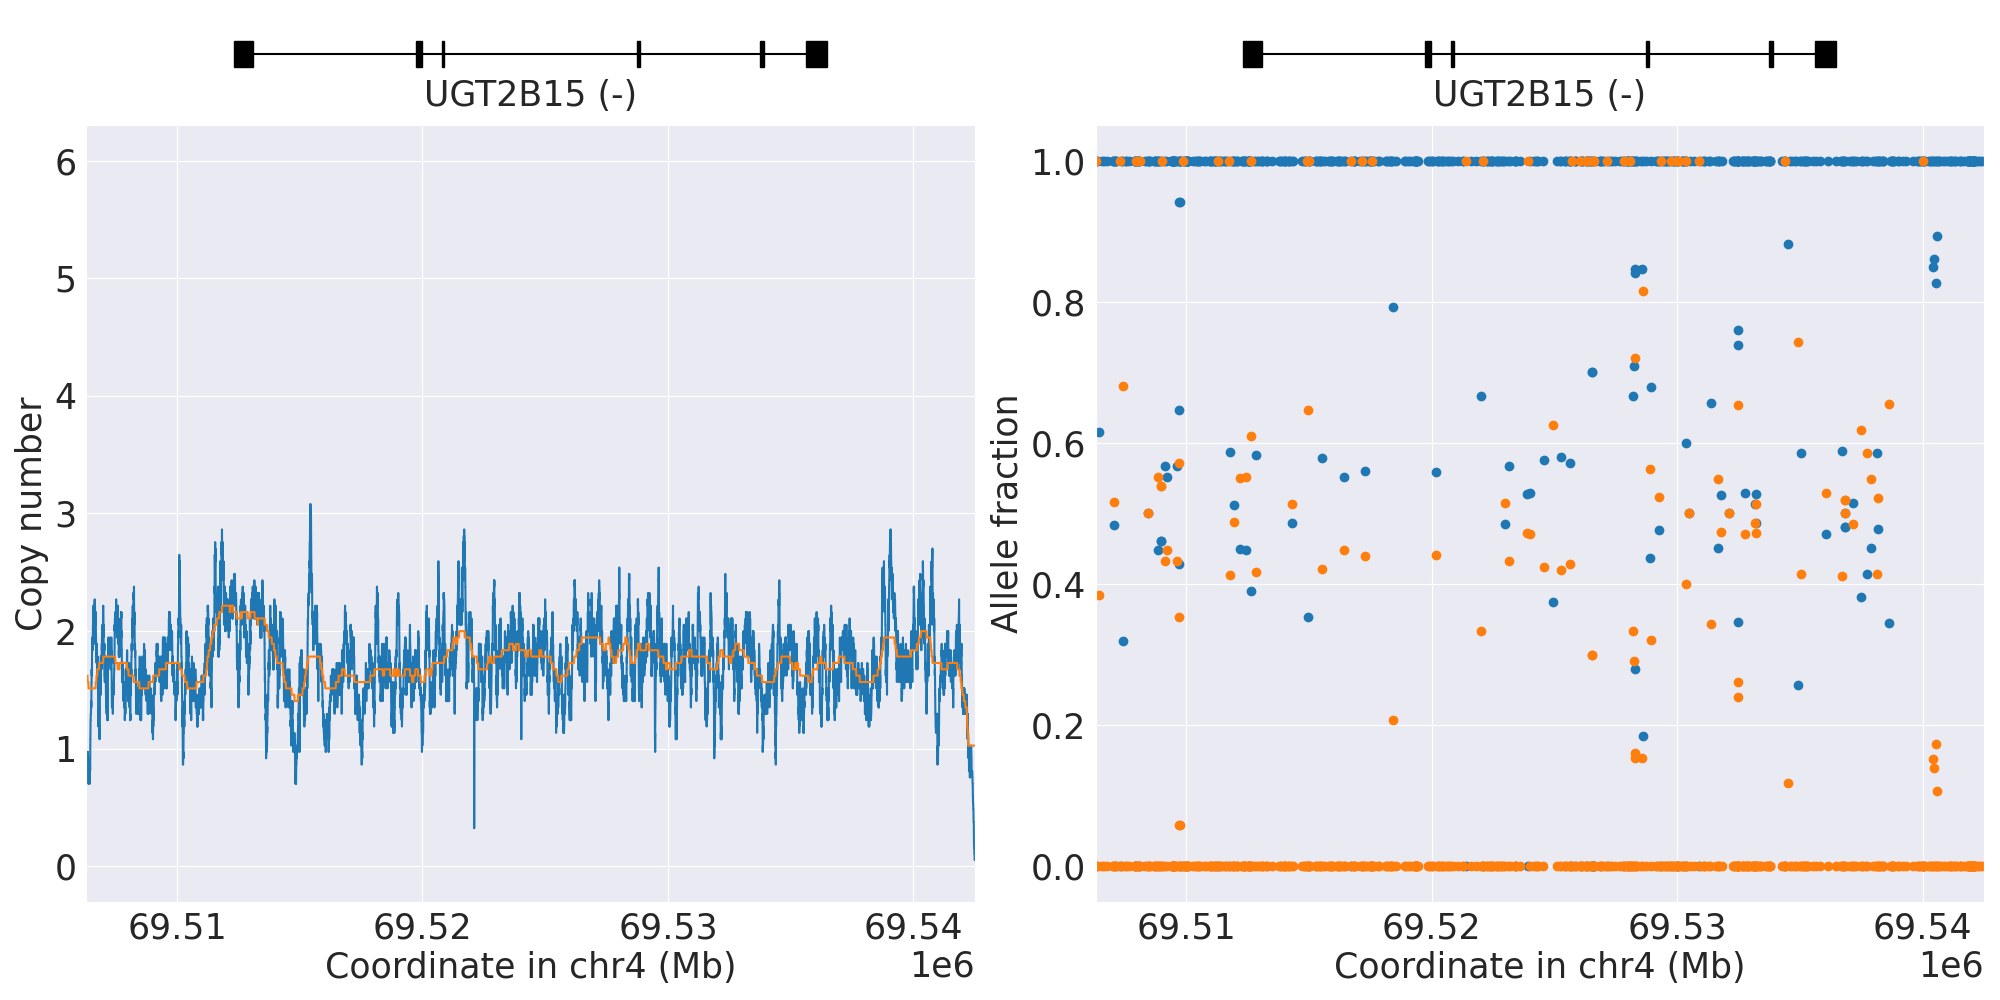 UGT2B15 (-)
6
5
4
3
2
1
0
Copy number
69.51 69.52 69.53 69.54
Coordinate in chr4 (Mb)
1e6
UGT2B15 (-)
1.0
0.8
0.6
0.4
0.2
0.0
Allele fraction
69.51 69.52 69.53 69.54
Coordinate in chr4 (Mb)
1e6